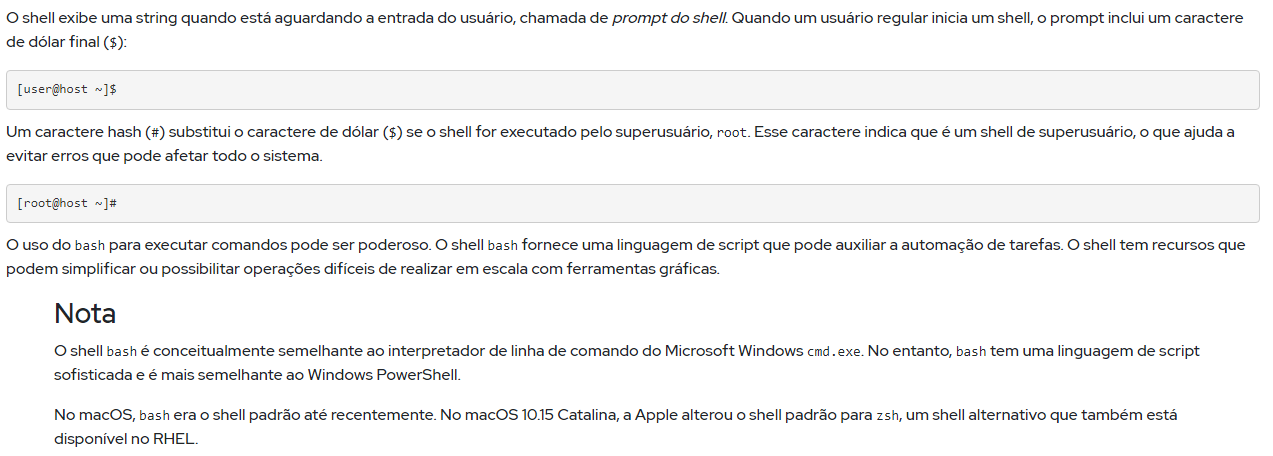 O shell exibe uma string quando está aguardando a entrada do usuário, chamada de prompt do shell. Quando um usuário regular inicia um shell, o prompt inclui um caractere
de dólar final ($):
[user@host ~]$
Um caractere hash (#) substitui o caractere de dólar ($) se o shell for executado pelo superusuário, root. Esse caractere indica que é um shell de superusuário, o que ajuda a
evitar erros que pode afetar todo o sistema.
[root@host ~]#
O uso do bash para executar comandos pode ser poderoso. O shell bash fornece uma linguagem de script que pode auxiliar a automação de tarefas. O shell tem recursos que
podem simplificar ou possibilitar operações difíceis de realizar em escala com ferramentas gráficas.
Nota
O shell bash é conceitualmente semelhante ao interpretador de linha de comando do Microsoft Windows cmd.exe. No entanto, bash tem uma linguagem de script
sofisticada e é mais semelhante ao Windows PowerShell.
No macOS, bash era o shell padrão até recentemente. No macOS 10.15 Catalina, a Apple alterou o shell padrão para zsh, um shell alternativo que também está
disponível no RHEL.